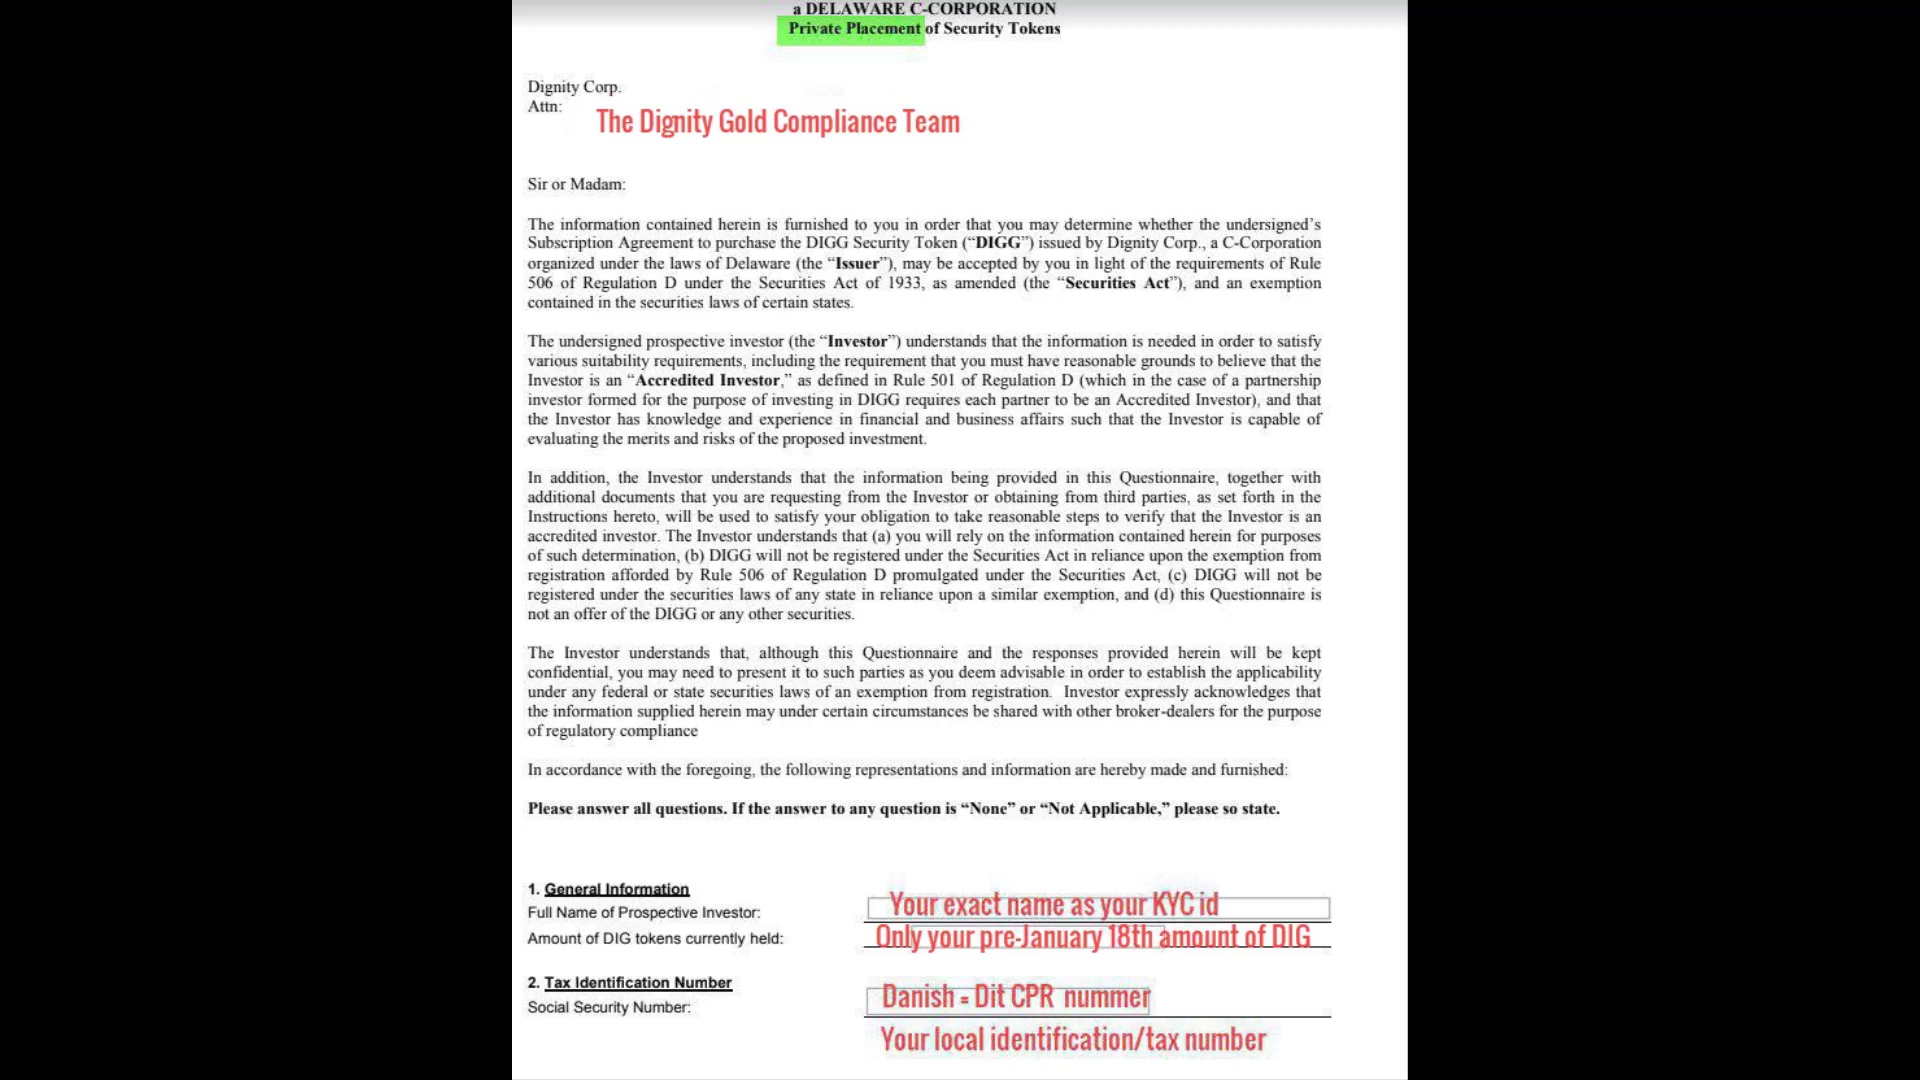 a DELAWARE C-CORPORATION
Private Placement of Security Tokens
Dignity Corp.
Attn:
The Dignity Gold Compliance Team
Sir or Madam:
The information contained herein is furnished to you in order that you may determine whether the undersigned’s
Subscription Agreement to purchase the DIGG Security Token (“DIGG”) issued by Dignity Corp., a C-Corporation
organized under the laws of Delaware (the “Issuer”), may be accepted by you in light of the requirements of Rule
506 of Regulation D under the Securities Act of 1933, as amended (the “Securities Act”), and an exemption
contained in the securities laws of certain states.
The undersigned prospective investor (the “Investor”) understands that the information is needed in order to satisfy
various suitability requirements, including the requirement that you must have reasonable grounds to believe that the
Investor is an “Accredited Investor,” as defined in Rule 501 of Regulation D (which in the case of a partnership
investor formed for the purpose of investing in DIGG requires each partner to be an Accredited Investor), and that
the Investor has knowledge and experience in financial and business affairs such that the Investor is capable of
evaluating the merits and risks of the proposed investment.
In addition, the Investor understands that the information being provided in this Questionnaire, together with
additional documents that you are requesting from the Investor or obtaining from third parties, as set forth in the
Instructions hereto, will be used to satisfy your obligation to take reasonable steps to verify that the Investor is an
accredited investor. The Investor understands that (a) you will rely on the information contained herein for purposes
of such determination, (b) DIGG will not be registered under the Securities Act in reliance upon the exemption from
registration afforded by Rule 506 of Regulation D promulgated under the Securities Act, (c) DIGG will not be
registered under the securities laws of any state in reliance upon a similar exemption, and (d) this Questionnaire is
not an offer of the DIGG or any other securities.
The Investor understands that, although this Questionnaire and the responses provided herein will be kept
confidential, you may need to present it to such parties as you deem advisable in order to establish the applicability
under any federal or state securities laws of an exemption from registration. Investor expressly acknowledges that
the information supplied herein may under certain circumstances be shared with other broker-dealers for the purpose
of regulatory compliance
In accordance with the foregoing, the following representations and information are hereby made and furnished:
Please answer all questions. If the answer to any question is “None” or “Not Applicable,” please so state.
1. General Information
Full Name of Prospective Investor: Your exact name as your KYC id
Amount of DIG tokens currently held: Only your pre-January 18th amount of DIG
2. Tax Identification Number
Social Security Number: Danish = Dit CPR nummer
Your local identification/tax number